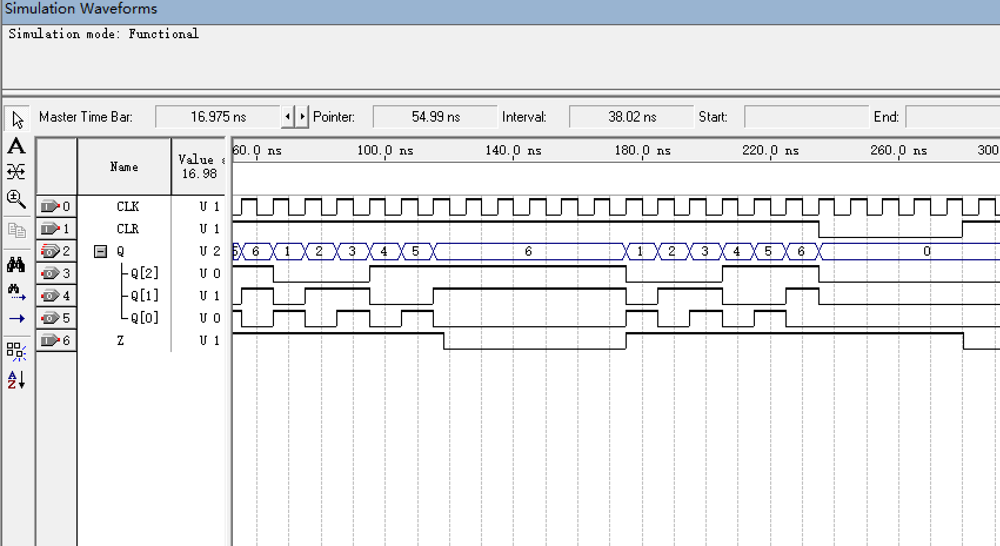 Simulation Waveforms
Simulation mode: Functional
Master Time Bar: 16.975 ns Pointer: 54.99 ns Interval: 38.02 ns Start: End:
Name Value
16.98
60.0 ns 100.0 ns 140.0 ns 180.0 ns 220.0 ns 260.0 ns 300
0 CLK U 1
1 CLR U 1
2 Q U 2 6 1 2 3 4 5 6 1 2 3 4 5 6 0
3 Q[2] U 0
4 Q[1] U 1
5 Q[0] U 0
6 Z U 1